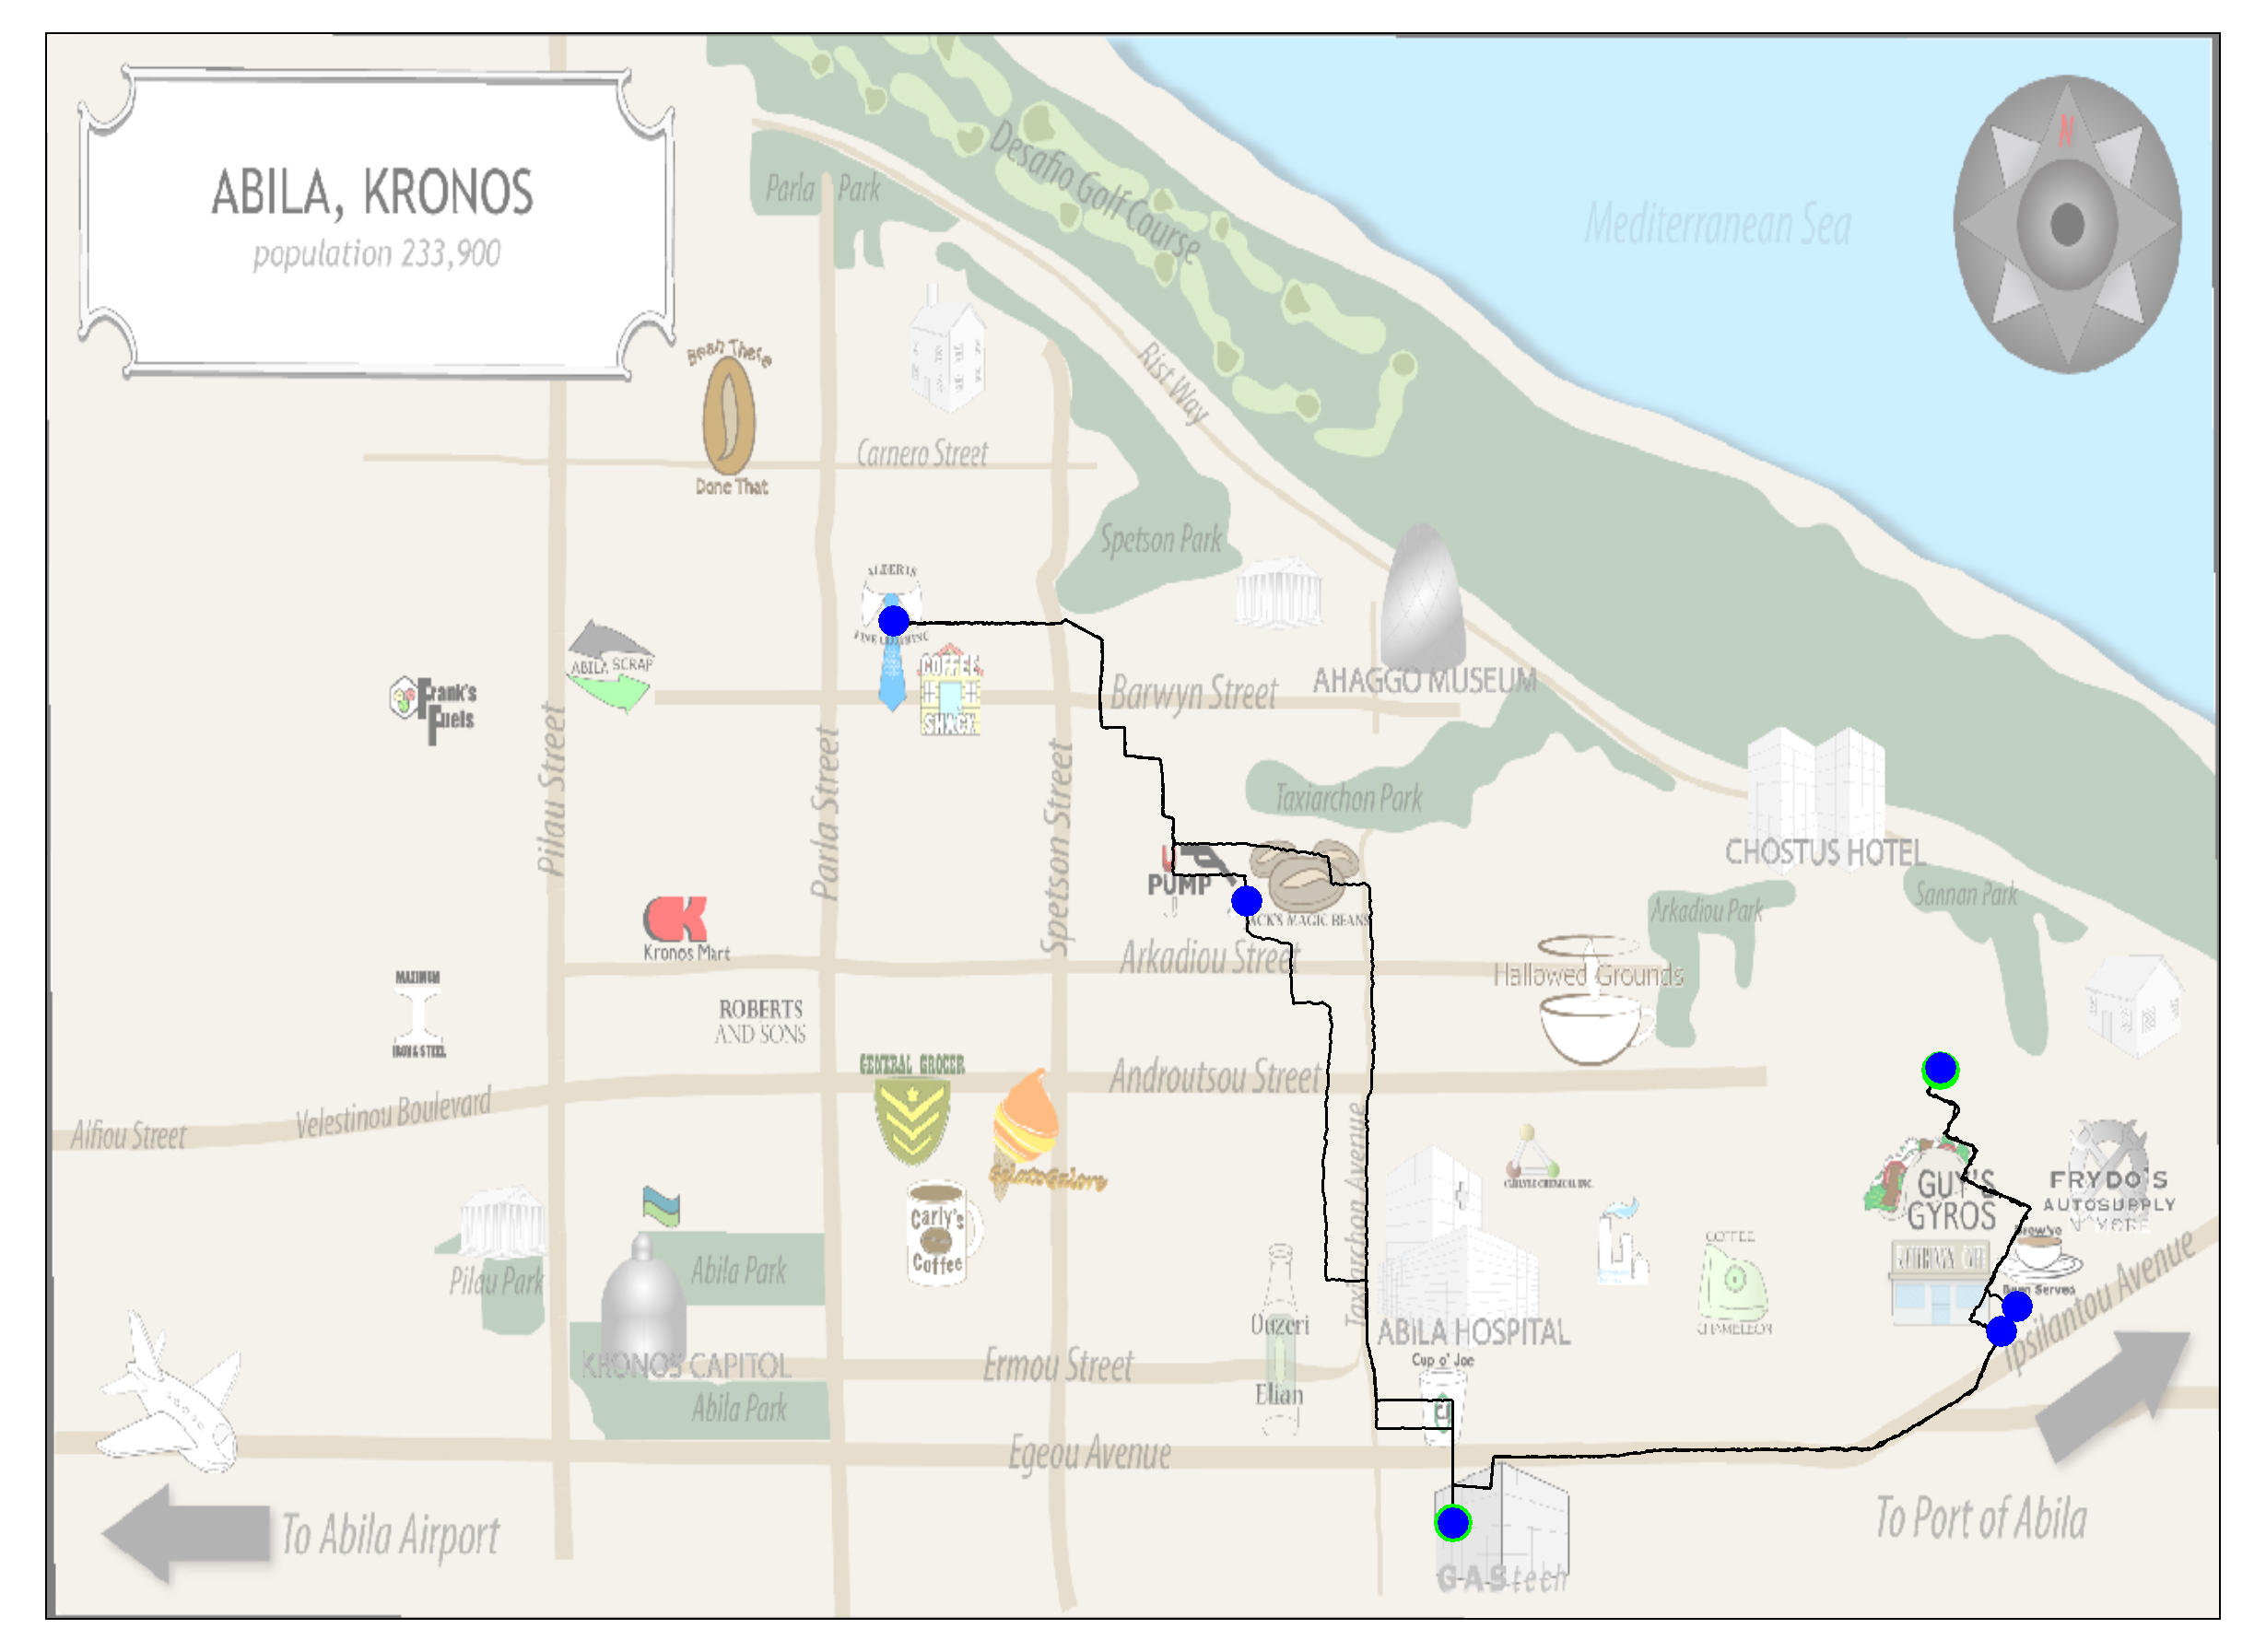 ABILA, KRONOS
population 233,900
N
Mediterranean Sea
Desafio Golf Course
Parla Park
Rist Way
Bean There
Done That
Carnero Street
Spetson Park
ALBERTS
ABILA SCRAP
Frank's
Fuels
COFFEE
SHACK
Barwyn Street
AHAGGO MUSEUM
Pilau Street
Parla Street
Spetson Street
Taxiarchon Park
CHOSTUS HOTEL
U
PUMP
JACK'S MAGIC BEANS
Arkadiou Park
Sannan Park
Kronos Mart
Arkadiou Street
Hallowed Grounds
MAXIMUM
IRON & STEEL
ROBERTS
AND SONS
GENERAL GROCER
Androutsou Street
Alfiou Street
Velestinou Boulevard
Taxiarchon Avenue
GelatoGalore
CARLYLE CHEMICAL INC.
GUY'S
GYROS
FRYDO'S
AUTOSUPPLY
N' MORE
Carly's
Coffee
Brew've
Been Served
COFFEE
CHAMELEON
Pilau Park
Abila Park
Ouzeri
Elian
ABILA HOSPITAL
Ipsilantou Avenue
KRONOS CAPITOL
Ermou Street
Cup o' Joe
Abila Park
Egeou Avenue
To Abila Airport
To Port of Abila
GAStech